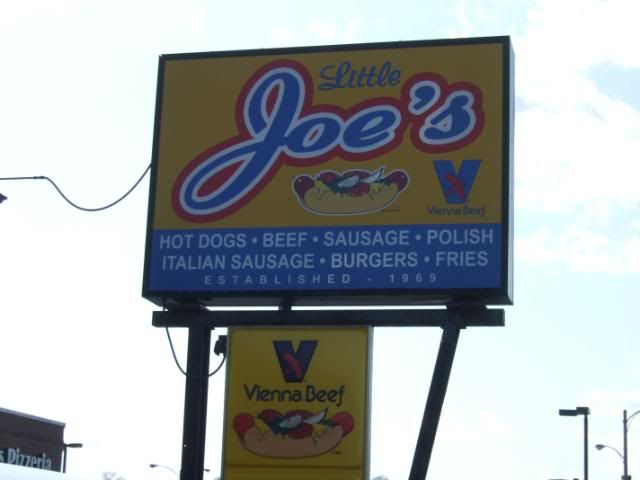 Little
Joe's
Vienna Beef
HOT DOGS • BEEF • SAUSAGE • POLISH
ITALIAN SAUSAGE • BURGERS • FRIES
ESTABLISHED - 1969
V
Vienna Beef
s Pizzeria